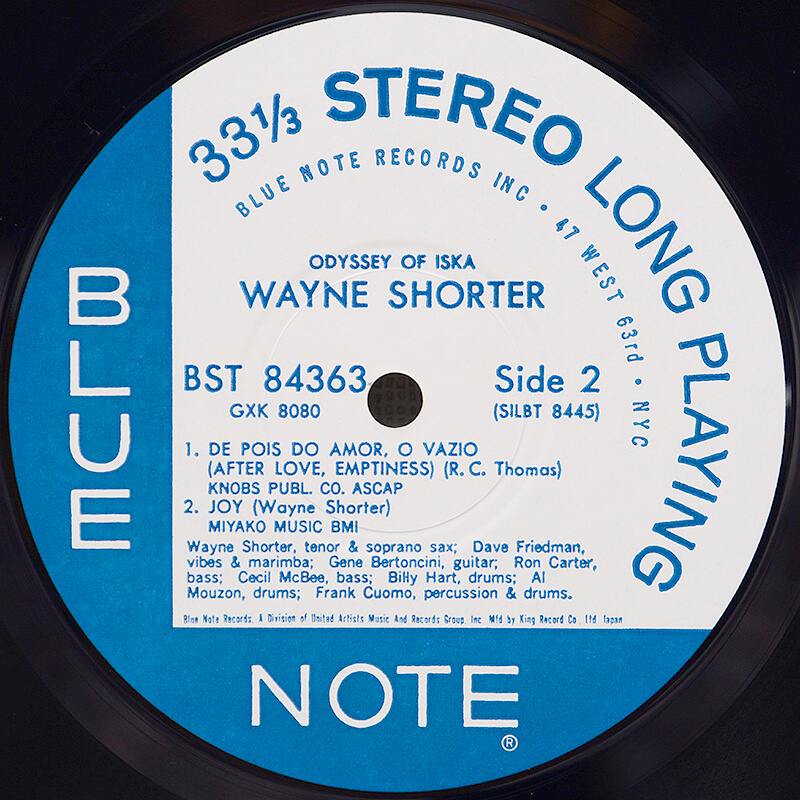 33⅓ STEREO LONG PLAYING
BLUE NOTE RECORDS INC • 47 WEST 63rd • NYC
ODYSSEY OF ISKA
WAYNE SHORTER
BST 84363 Side 2
GXK 8080 (SILBT 8445)
1. DE POIS DO AMOR, O VAZIO
(AFTER LOVE, EMPTINESS) (R. C. Thomas)
KNOBS PUBL. CO. ASCAP
2. JOY (Wayne Shorter)
MIYAKO MUSIC BMI
Wayne Shorter, tenor & soprano sax; Dave Friedman,
vibes & marimba; Gene Bertoncini, guitar; Ron Carter,
bass; Cecil McBee, bass; Billy Hart, drums; Al
Mouzon, drums; Frank Cuomo, percussion & drums.
Blue Note Records, A Division of United Artists Music And Records Group, Inc. Mfd by King Record Co., Ltd. Japan
BLUE
NOTE
®